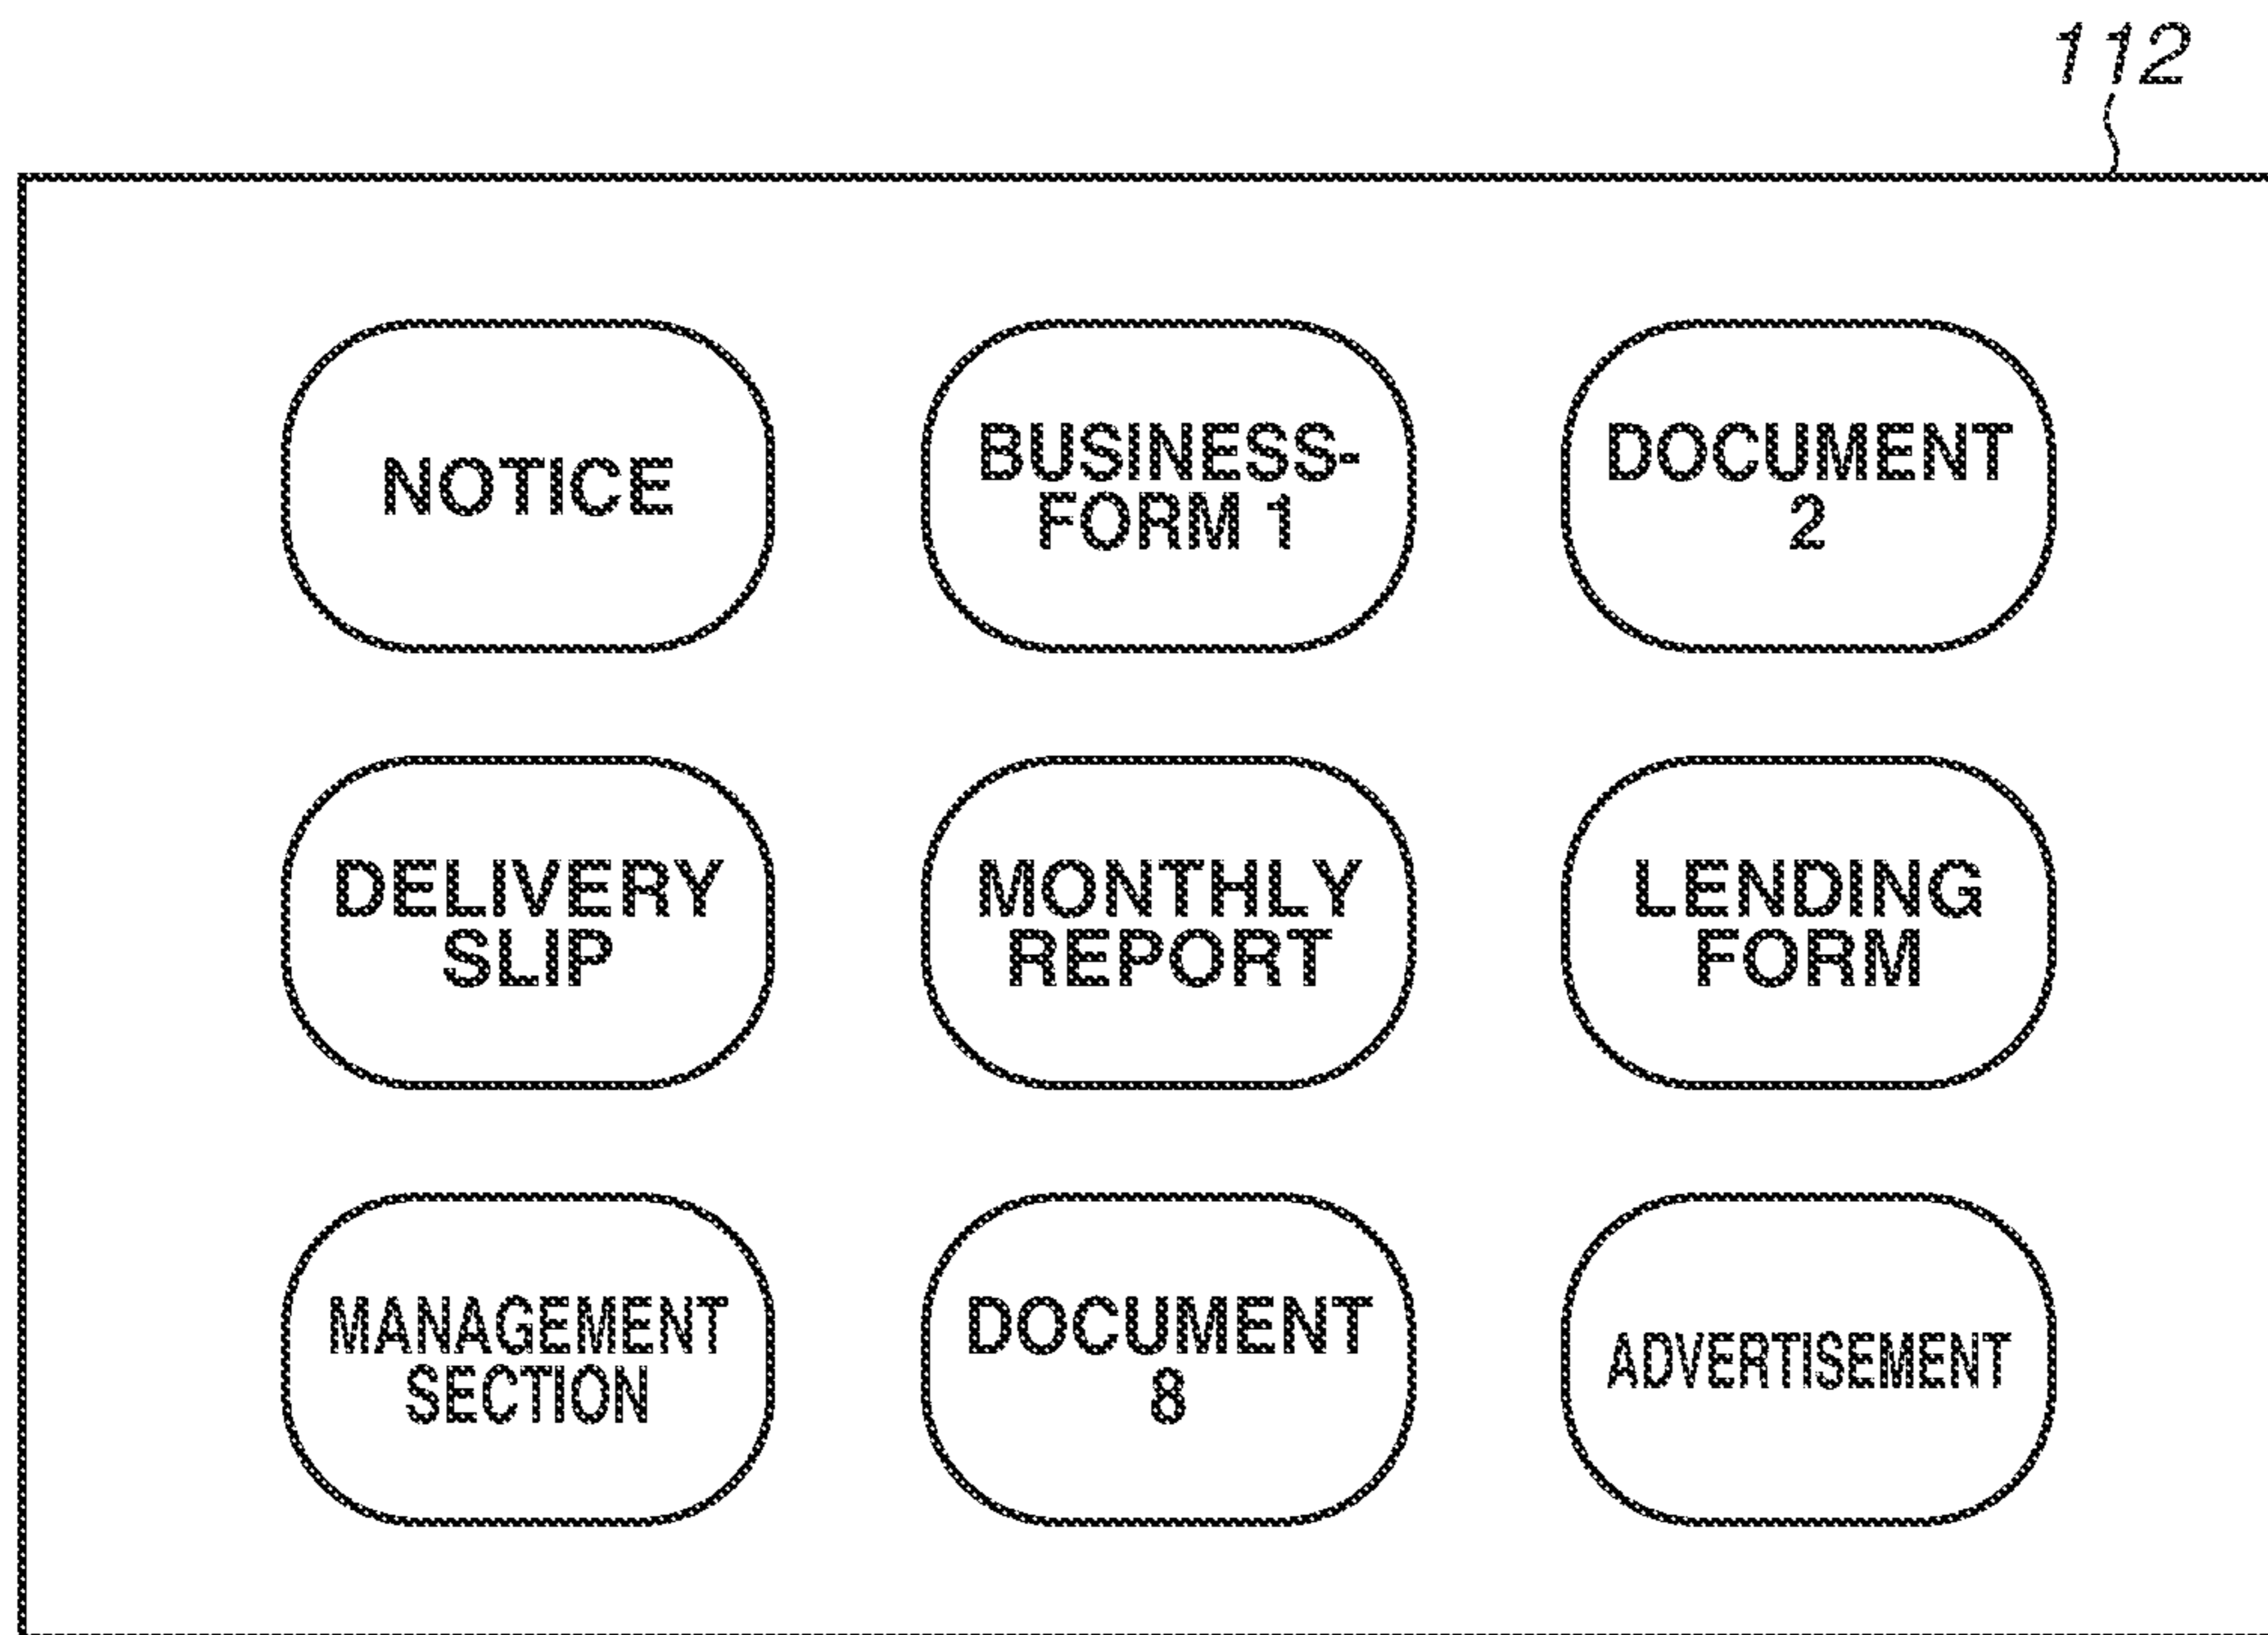 112
NOTICE
BUSINESS-
FORM 1
DOCUMENT
2
DELIVERY
SLIP
MONTHLY
REPORT
LENDING
FORM
MANAGEMENT
SECTION
DOCUMENT
8
ADVERTISEMENT